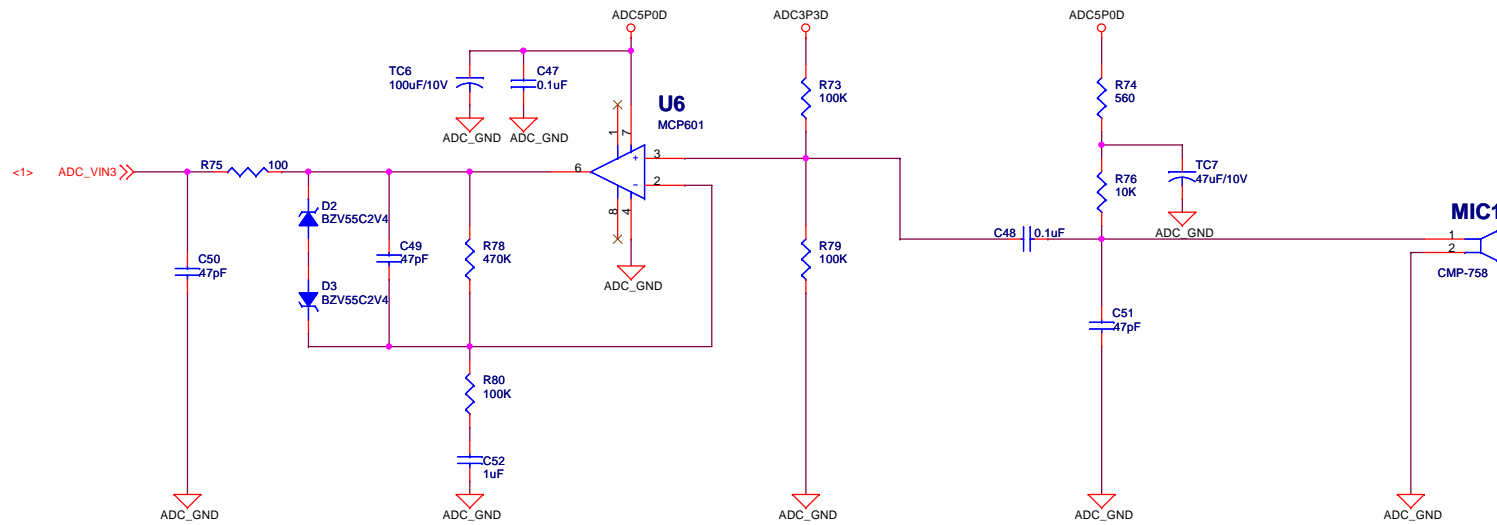 ADC5P0D
ADC3P3D
ADC5P0D
TC6
100uF/10V
C47
0.1uF
R73
100K
R74
560
U6
MCP601
ADC_GND
ADC_GND
1
7
<1>
ADC_VIN3
R75
100
6
+
3
-
2
8
4
R76
10K
TC7
47uF/10V
D2
BZV55C2V4
MIC1
C48
0.1uF
ADC_GND
1
2
C50
47pF
C49
47pF
R78
470K
R79
100K
CMP-758
ADC_GND
D3
BZV55C2V4
C51
47pF
R80
100K
C52
1uF
ADC_GND
ADC_GND
ADC_GND
ADC_GND
ADC_GND